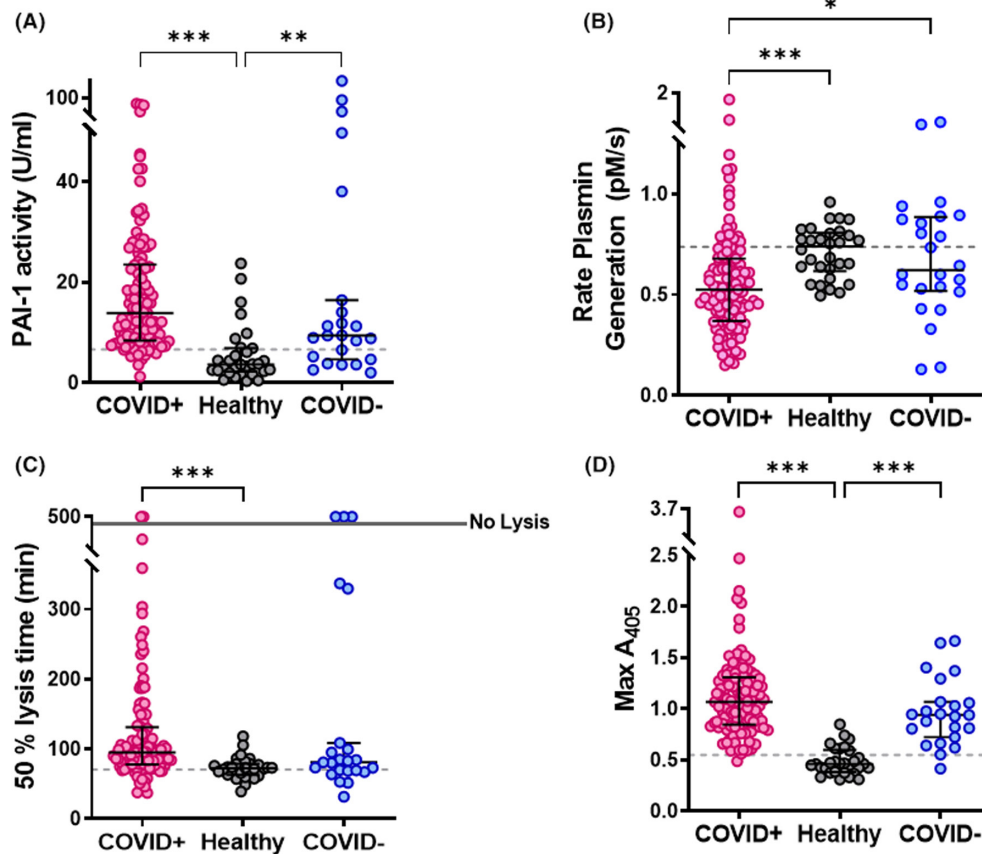 (A)
*** **
PAI-1 activity (U/ml)
100
40
20
0
COVID+ Healthy COVID-
(B)
*
***
Rate Plasmin
Generation (pM/s)
2
1.0
0.5
0.0
COVID+ Healthy COVID-
(C)
***
50 % lysis time (min)
500
No Lysis
300
200
100
0
COVID+ Healthy COVID-
(D)
*** ***
Max A₄₀₅
3.7
2.5
2.0
1.5
1.0
0.5
0.0
COVID+ Healthy COVID-